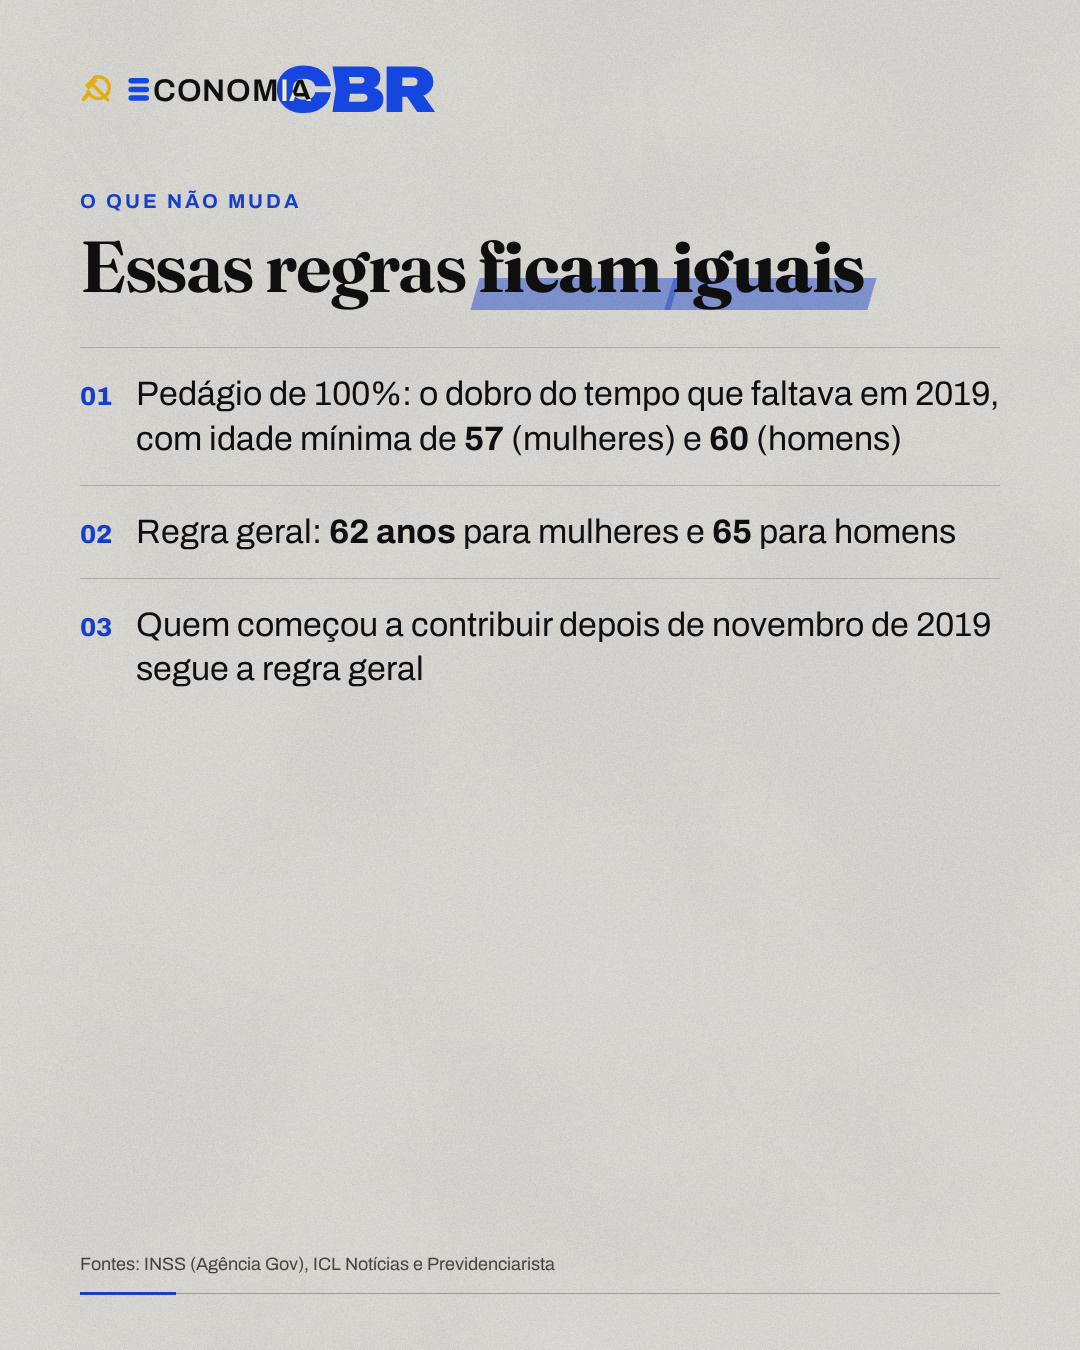 ECONOMIA CBR
O QUE NÃO MUDA
Essas regras ficam iguais
01 Pedágio de 100%: o dobro do tempo que faltava em 2019,
com idade mínima de 57 (mulheres) e 60 (homens)
02 Regra geral: 62 anos para mulheres e 65 para homens
03 Quem começou a contribuir depois de novembro de 2019
segue a regra geral
Fontes: INSS (Agência Gov), ICL Notícias e Previdenciarista